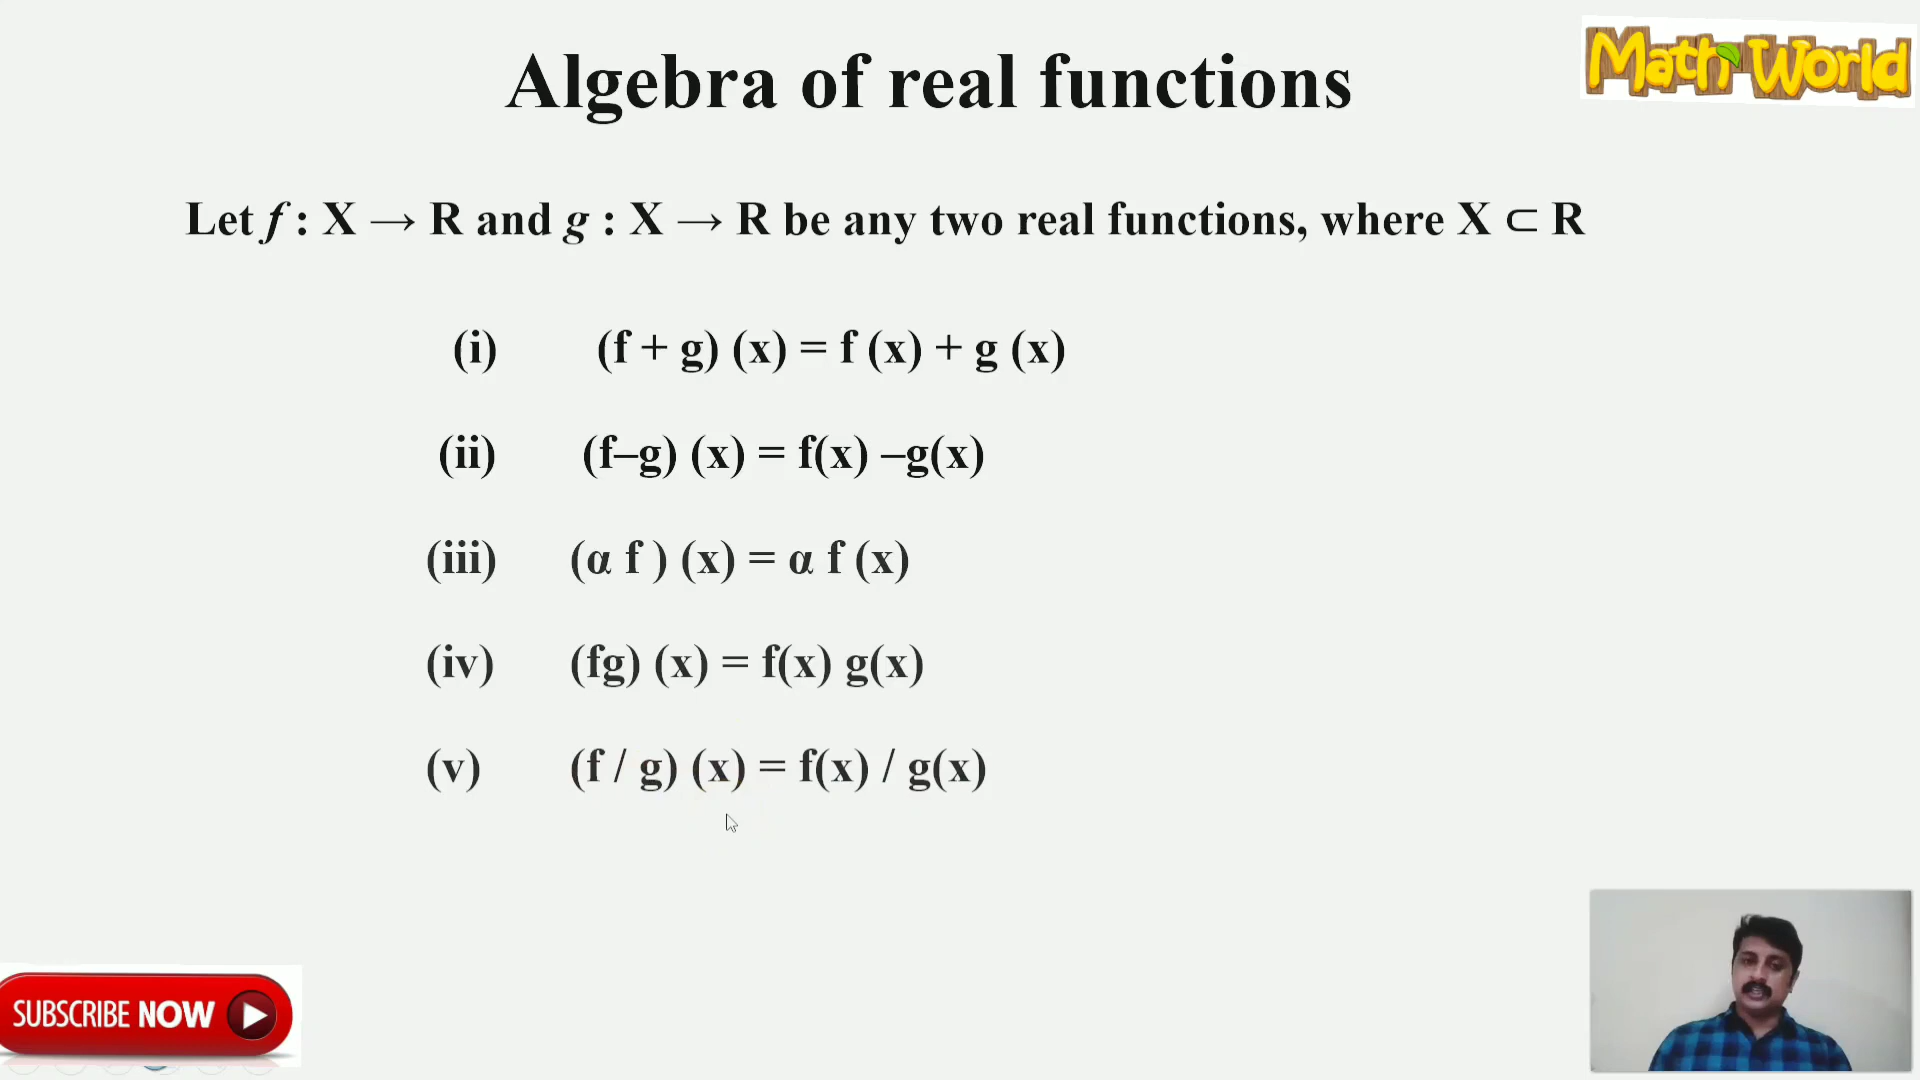 Algebra of real functions
Math World
Let f : X → R and g : X → R be any two real functions, where X ⊂ R
(i) (f + g) (x) = f (x) + g (x)
(ii) (f–g) (x) = f(x) –g(x)
(iii) (α f ) (x) = α f (x)
(iv) (fg) (x) = f(x) g(x)
(v) (f / g) (x) = f(x) / g(x)
SUBSCRIBE NOW